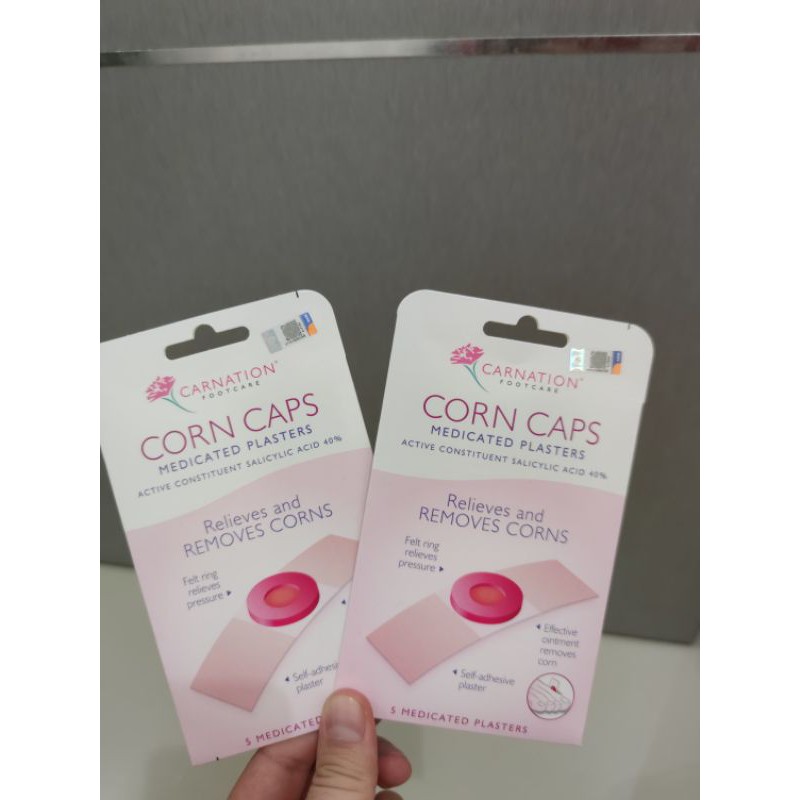 CARNATION®
FOOTCARE
CORN CAPS
MEDICATED PLASTERS
ACTIVE CONSTITUENT SALICYLIC ACID 40%
Relieves and
REMOVES CORNS
Felt ring
relieves
pressure
Self-adhesive
plaster
5 MEDICATED
CARNATION®
FOOTCARE
CORN CAPS
MEDICATED PLASTERS
ACTIVE CONSTITUENT SALICYLIC ACID 40%
Relieves and
REMOVES CORNS
Felt ring
relieves
pressure
Effective
ointment
removes
corn
Self-adhesive
plaster
5 MEDICATED PLASTERS